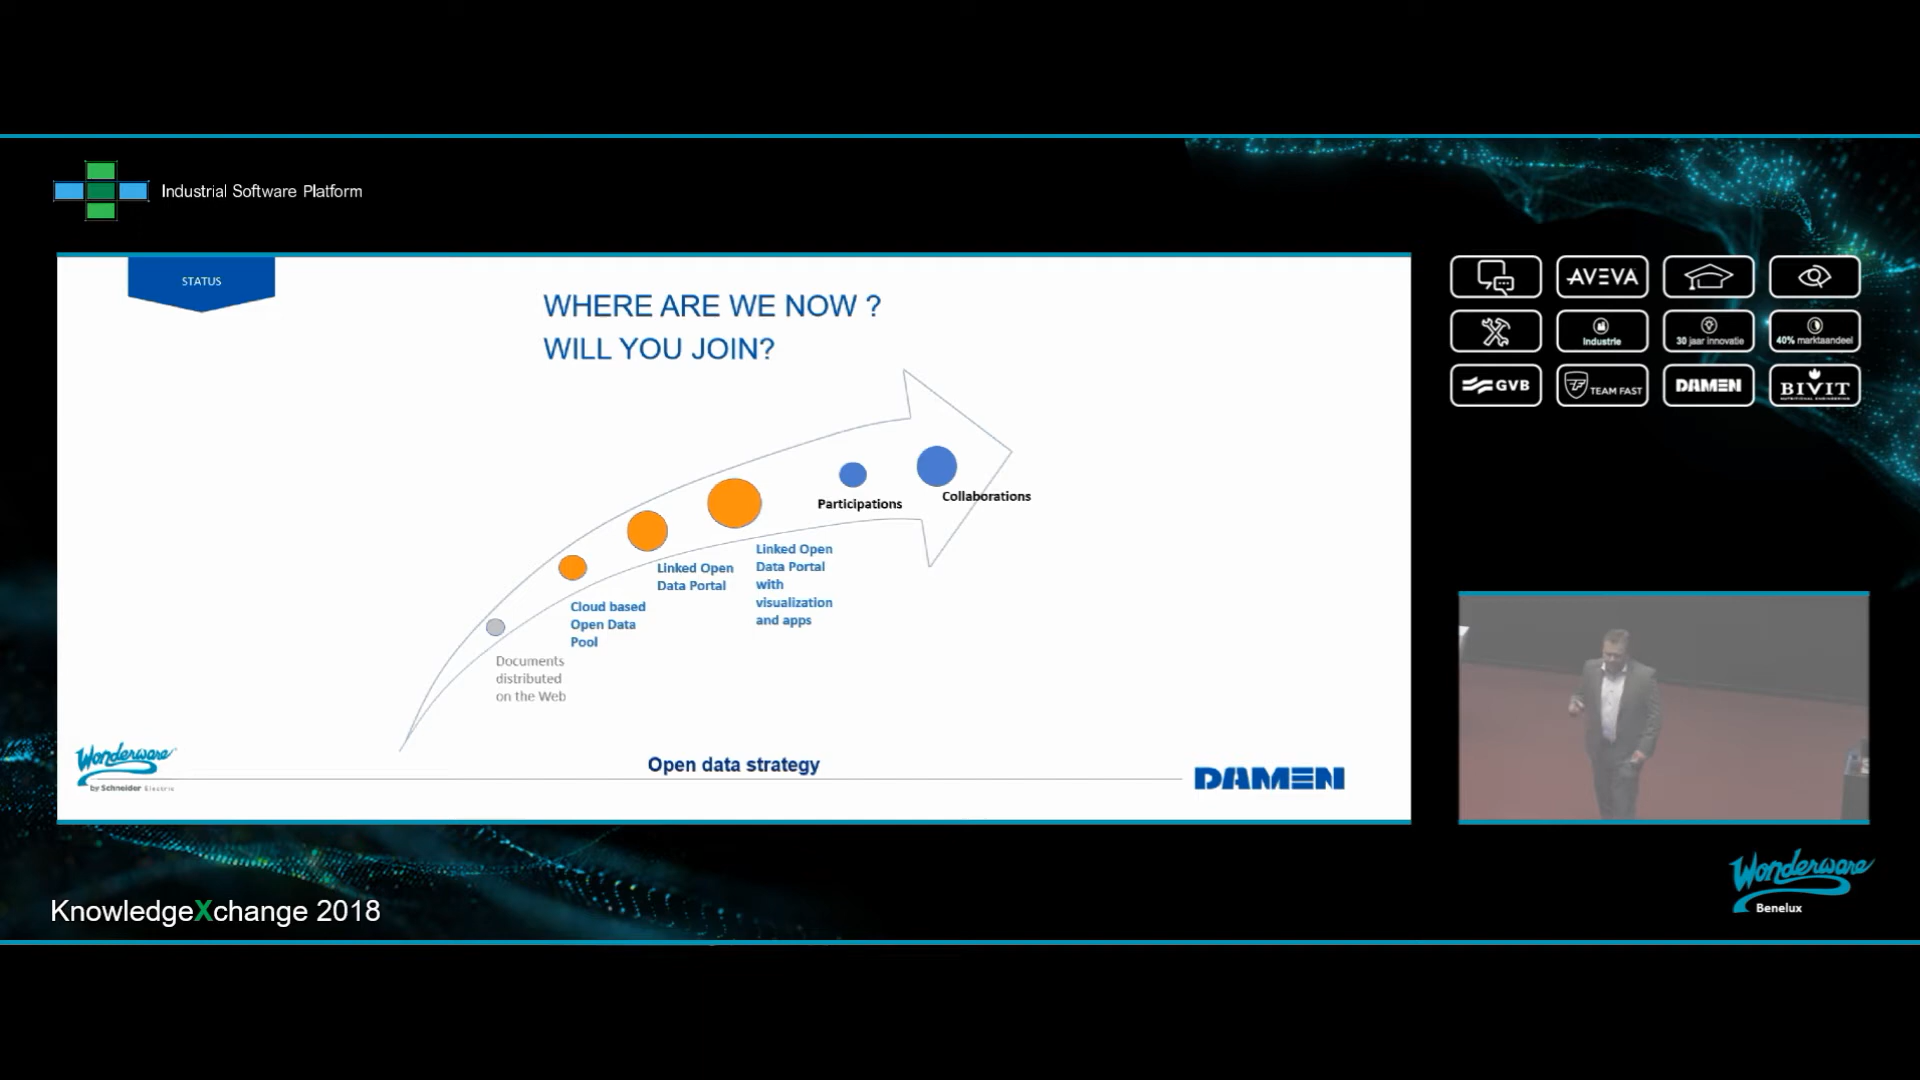 Industrial Software Platform
STATUS
WHERE ARE WE NOW ?
WILL YOU JOIN?
Participations
Collaborations
Linked Open
Data Portal
with
visualization
and apps
Linked Open
Data Portal
Cloud based
Open Data
Pool
Documents
distributed
on the Web
Wonderware
by Schneider Electric
Open data strategy
DAMEN
AVEVA
Industrie
30 jaar innovatie
40% marktaandeel
GVB
TEAM FAST
DAMEN
BIVIT
NUTRITIONAL ENGINEERING
KnowledgeXchange 2018
Wonderware
Benelux